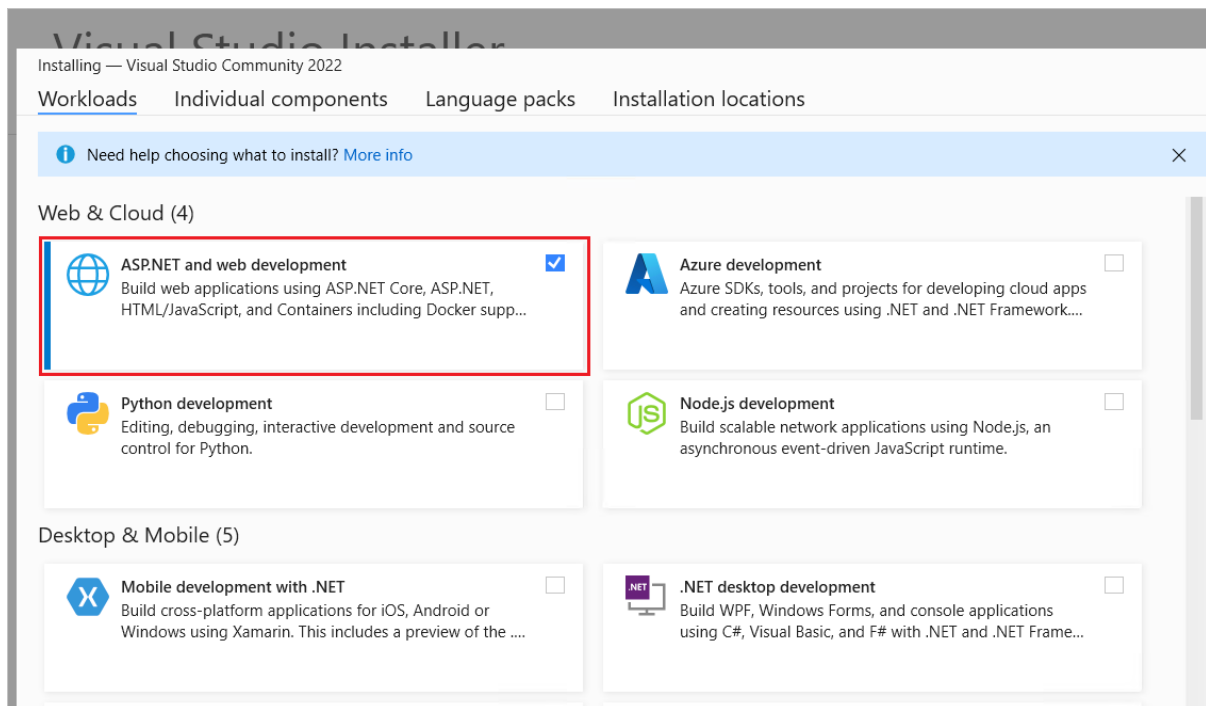 Visual Studio Installer
Installing — Visual Studio Community 2022
Workloads Individual components Language packs Installation locations
Need help choosing what to install? More info
Web & Cloud (4)
ASP.NET and web development
Build web applications using ASP.NET Core, ASP.NET,
HTML/JavaScript, and Containers including Docker supp...
Azure development
Azure SDKs, tools, and projects for developing cloud apps
and creating resources using .NET and .NET Framework....
Python development
Editing, debugging, interactive development and source
control for Python.
JS
Node.js development
Build scalable network applications using Node.js, an
asynchronous event-driven JavaScript runtime.
Desktop & Mobile (5)
Mobile development with .NET
Build cross-platform applications for iOS, Android or
Windows using Xamarin. This includes a preview of the ....
.NET
.NET desktop development
Build WPF, Windows Forms, and console applications
using C#, Visual Basic, and F# with .NET and .NET Frame...